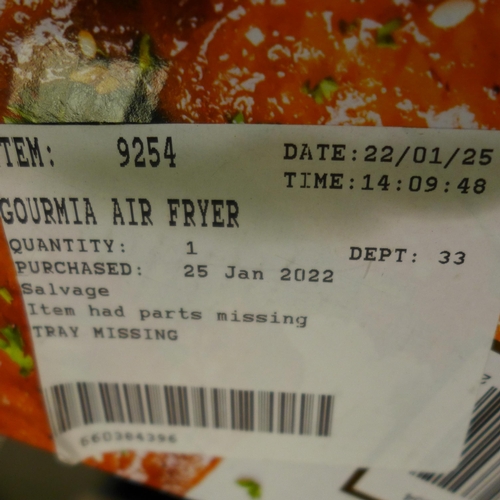 TEM: 9254
DATE:22/01/25
TIME:14:09:48
GOURMIA AIR FRYER
QUANTITY: 1
DEPT: 33
PURCHASED: 25 Jan 2022
Salvage
Item had parts missing
TRAY MISSING
660364396